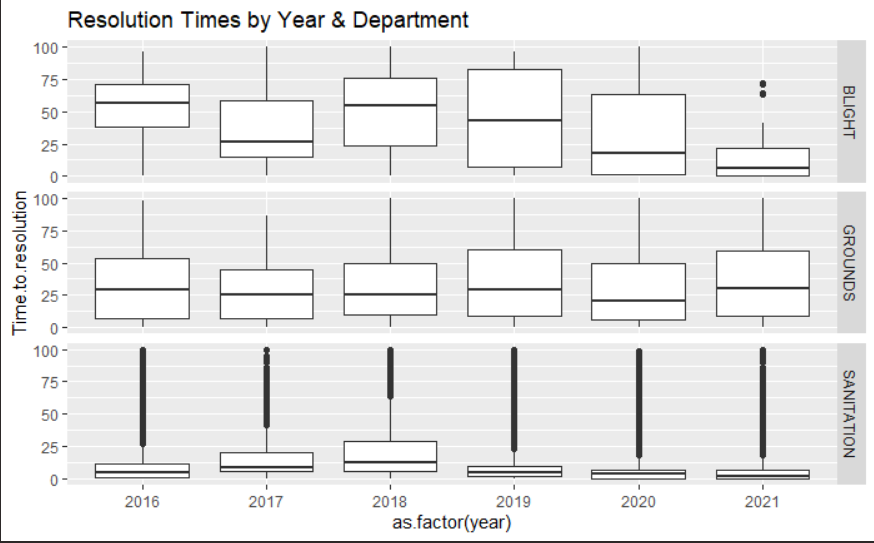 Resolution Times by Year & Department
Time.to.resolution
100
75
50
25
0
BLIGHT
100
75
50
25
0
GROUNDS
100
75
50
25
0
SANITATION
2016 2017 2018 2019 2020 2021
as.factor(year)